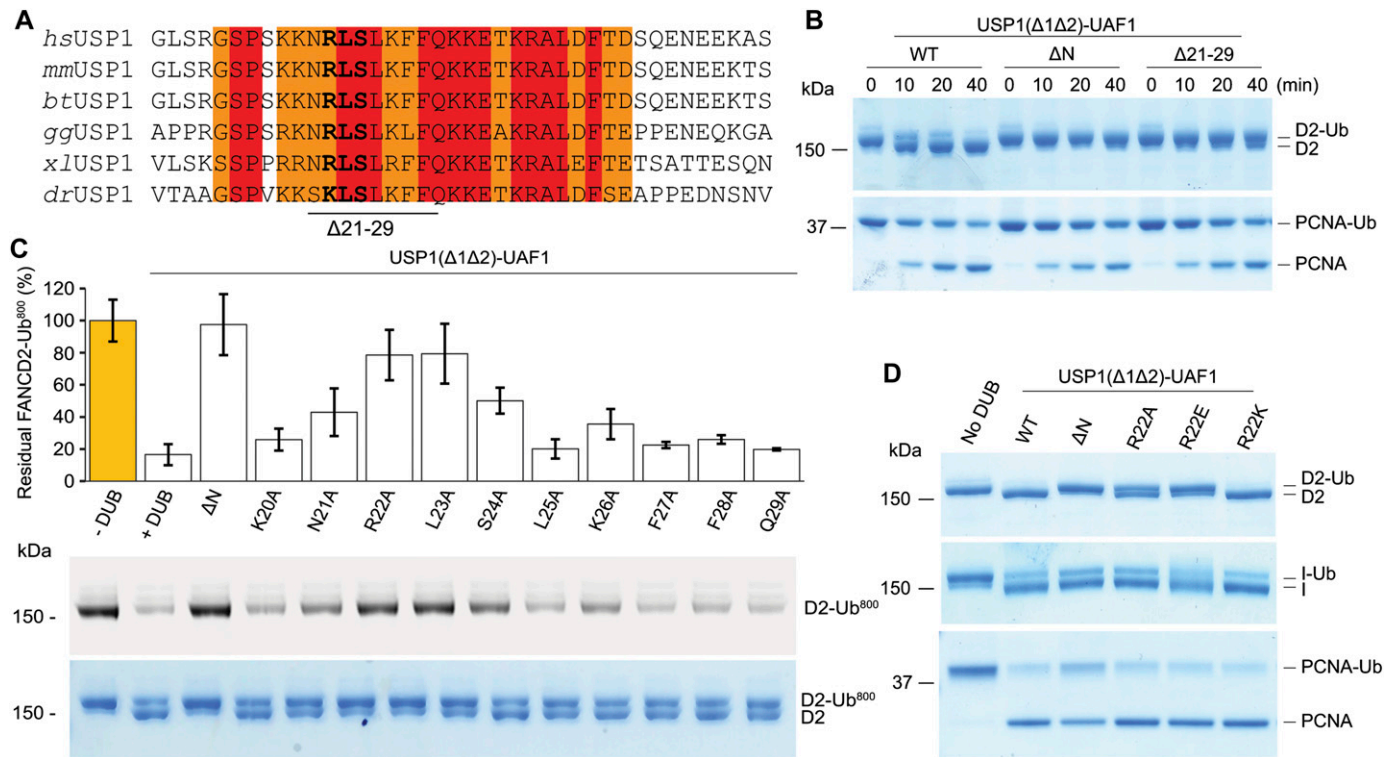 A
hsUSP1 GLSRGSPSKKNRLSLKFFQKKETKRALDFTDSQENEEKAS
mmUSP1 GLSRGSPSKKNRLSLKFFQKKETKRALDFTDSQENEEKTS
btUSP1 GLSRGSPSKKNRLSLKFFQKKETKRALDFTDSQENEEKTS
ggUSP1 APPRGSPSRKNRLSLKLFQKKEAKRALDFTEPPENEQKGA
xlUSP1 VLSKSSPPRRNRLSLRFFQKKETKRALEFTETSATTESQN
drUSP1 VTAAGSPVKKSKLSLKFFQKKETKRALDFSEAPPEDNSNV
Δ21-29
B
USP1(Δ1Δ2)-UAF1
WT ΔN Δ21-29
kDa 0 10 20 40 0 10 20 40 0 10 20 40 (min)
D2-Ub
150 D2
37 PCNA-Ub
PCNA
C
USP1(Δ1Δ2)-UAF1
Residual FANCD2-Ub⁸⁰⁰ (%)
120
100
80
60
40
20
0
- DUB + DUB ΔN K20A N21A R22A L23A S24A L25A K26A F27A F28A Q29A
kDa
150 - D2-Ub⁸⁰⁰
D2-Ub⁸⁰⁰
150 - D2
D
USP1(Δ1Δ2)-UAF1
No DUB WT ΔN R22A R22E R22K
kDa
D2-Ub
150 D2
I-Ub
150 I
PCNA-Ub
37
PCNA